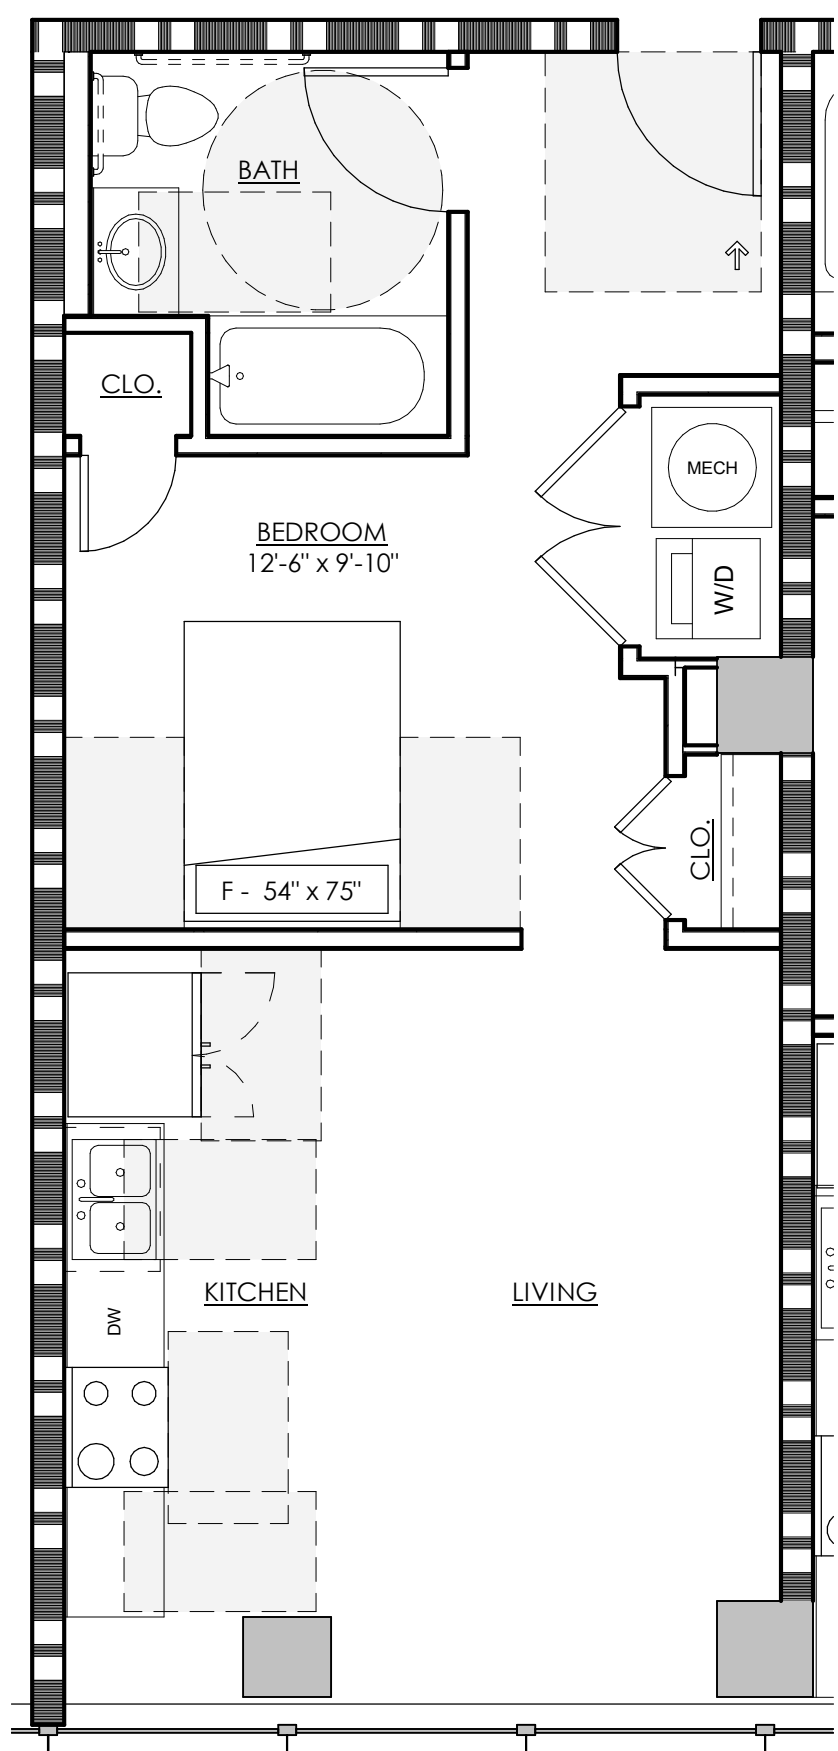 BATH
CLO.
MECH
BEDROOM
12'-6" x 9'-10"
W/D
CLO.
F - 54" x 75"
KITCHEN
LIVING
DW